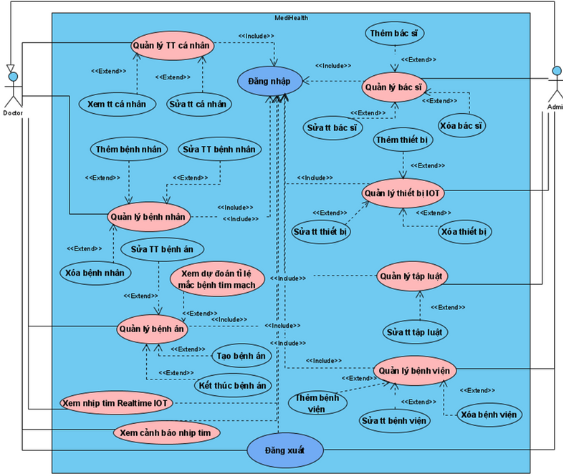 MediHealth
Quản lý TT cá nhân
<<Include>>
<<Extend>>
<<Extend>>
Xem tt cá nhân
Sửa tt cá nhân
Đăng nhập
Thêm bác sĩ
<<Extend>>
<<Include>>
Quản lý bác sĩ
<<Extend>>
<<Extend>>
Sửa tt bác sĩ
Xóa bác sĩ
Doctor
Admin
Thêm bệnh nhân
Sửa TT bệnh nhân
<<Extend>>
<<Extend>>
Quản lý bệnh nhân
<<Include>>
<<Include>>
<<Extend>>
Xóa bệnh nhân
Thêm thiết bị
<<Extend>>
<<Include>>
Quản lý thiết bị IOT
<<Extend>>
<<Extend>>
Sửa tt thiết bị
Xóa thiết bị
Sửa TT bệnh án
Xem dự đoán tỉ lệ
mắc bệnh tim mạch
<<Extend>>
<<Extend>>
Quản lý bệnh án
<<Include>>
<<Include>>
<<Extend>>
Tạo bệnh án
<<Extend>>
Kết thúc bệnh án
Quản lý tập luật
<<Extend>>
Sửa tt tập luật
<<Include>>
Quản lý bệnh viện
<<Extend>>
<<Extend>>
<<Extend>>
Thêm bệnh
viện
Sửa tt bệnh viện
Xóa bệnh viện
Xem nhịp tim Realtime IOT
Xem cảnh báo nhịp tim
Đăng xuất